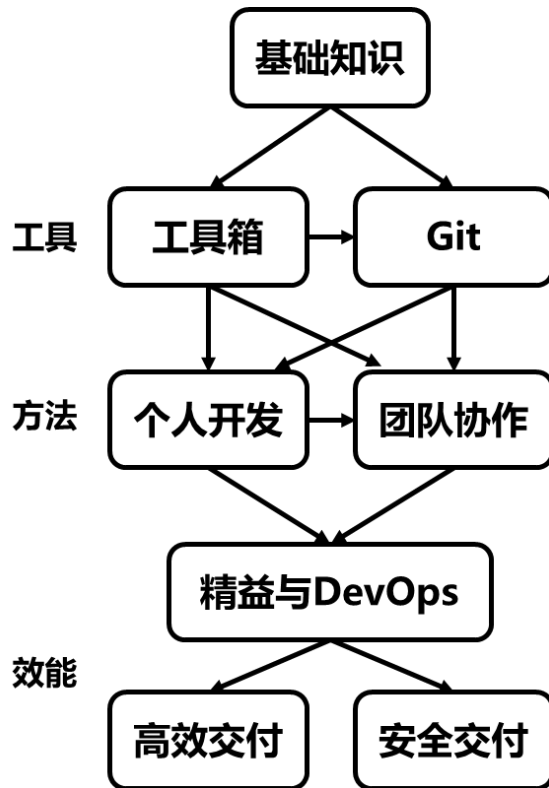 基础知识
工具
工具箱
Git
方法
个人开发
团队协作
精益与DevOps
效能
高效交付
安全交付